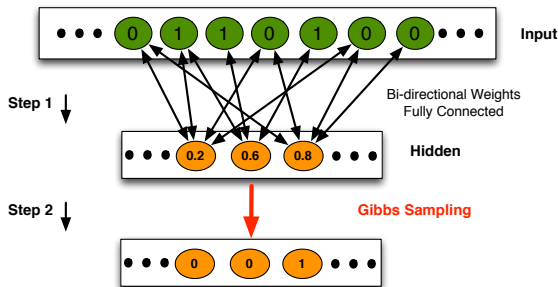 0 1 1 0 1 0 0
Input
Step 1
Bi-directional Weights
Fully Connected
0.2 0.6 0.8
Hidden
Step 2
Gibbs Sampling
0 0 1